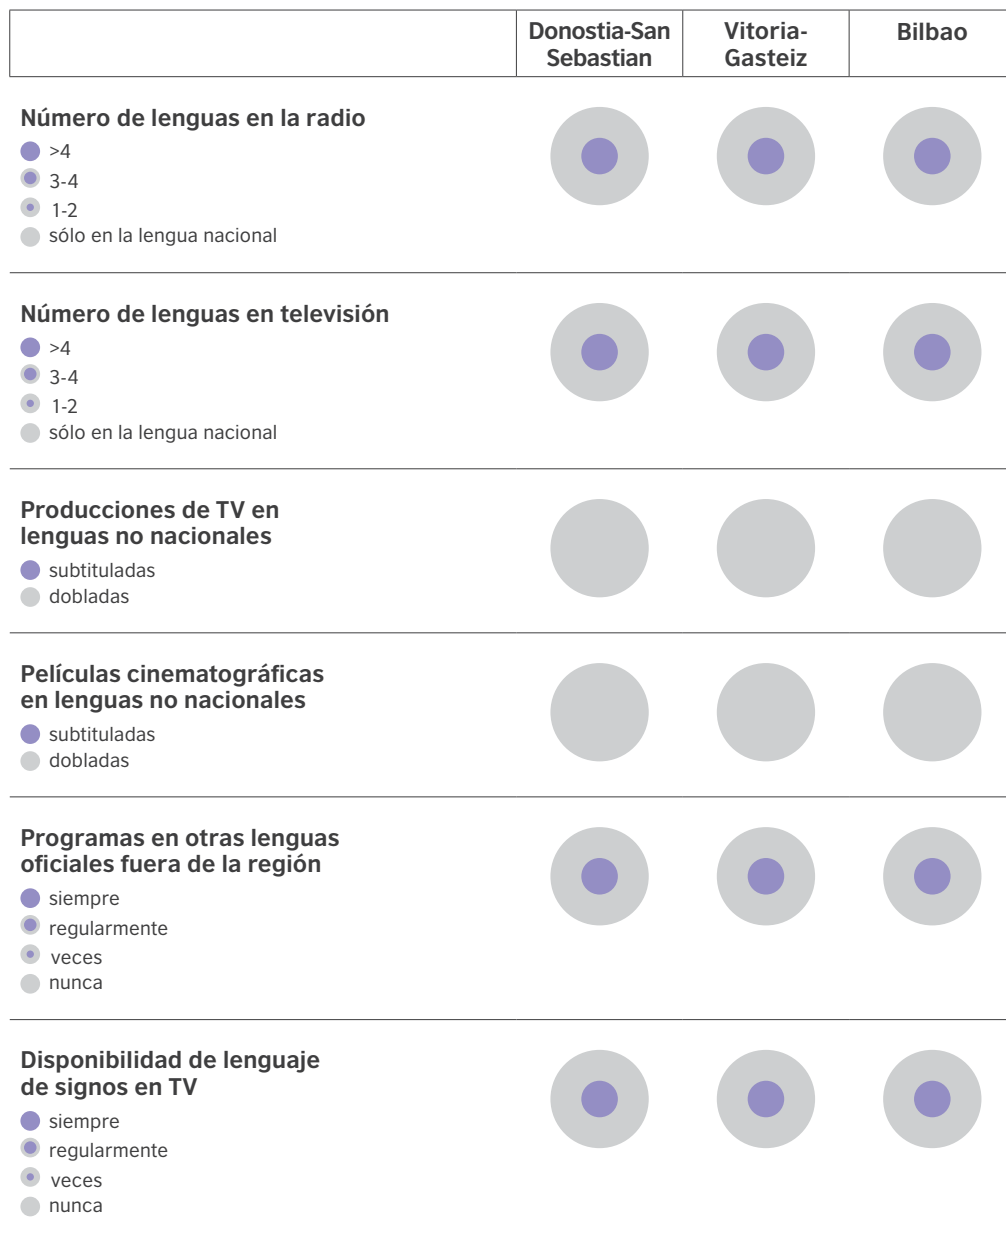 Donostia-San
Sebastian
Vitoria-
Gasteiz
Bilbao
Número de lenguas en la radio
>4
3-4
1-2
sólo en la lengua nacional
Número de lenguas en televisión
>4
3-4
1-2
sólo en la lengua nacional
Producciones de TV en
lenguas no nacionales
subtituladas
dobladas
Películas cinematográficas
en lenguas no nacionales
subtituladas
dobladas
Programas en otras lenguas
oficiales fuera de la región
siempre
regularmente
veces
nunca
Disponibilidad de lenguaje
de signos en TV
siempre
regularmente
veces
nunca